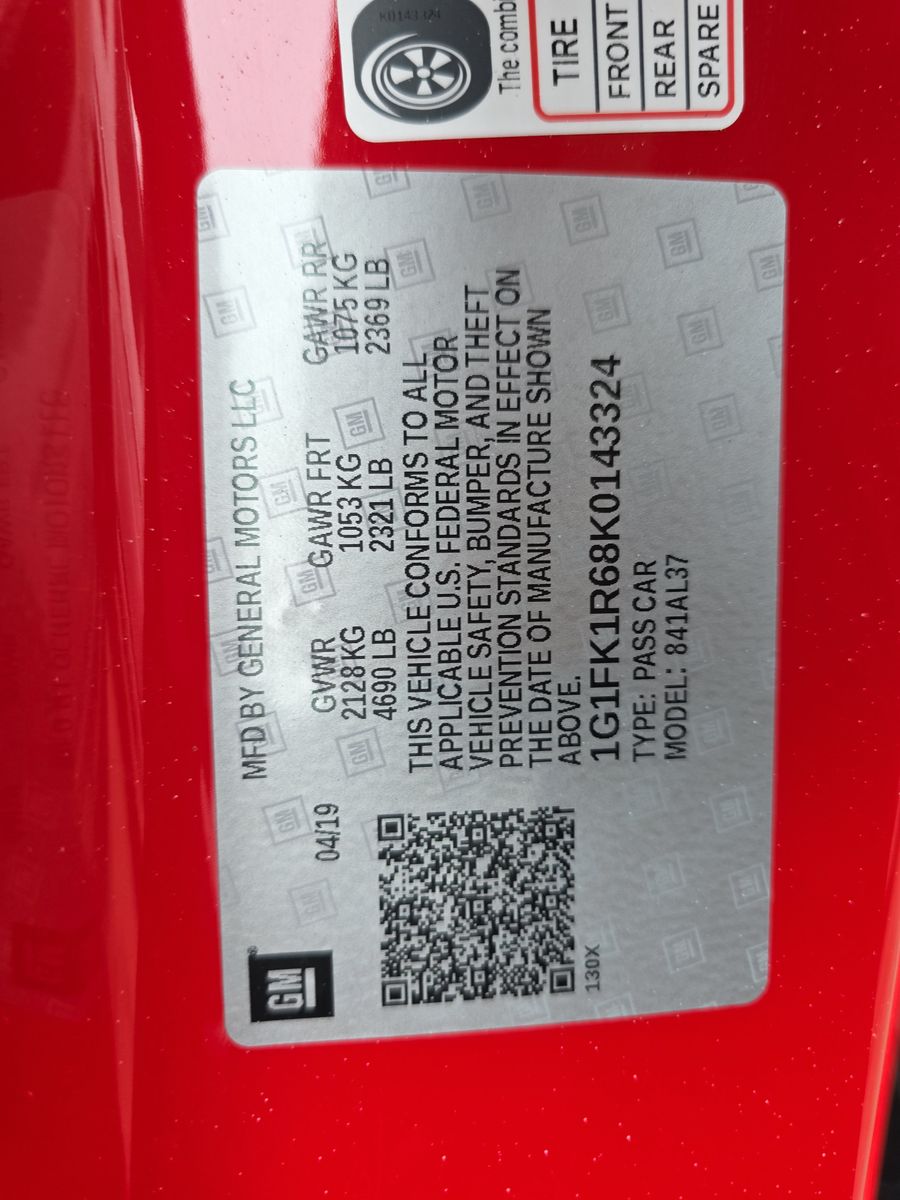 GM
MFD BY GENERAL MOTORS LLC
04/19
GVWR GAWR FRT GAWR RR
2128 KG 1053 KG 1075 KG
4690 LB 2321 LB 2369 LB
THIS VEHICLE CONFORMS TO ALL
APPLICABLE U.S. FEDERAL MOTOR
VEHICLE SAFETY, BUMPER, AND THEFT
PREVENTION STANDARDS IN EFFECT ON
THE DATE OF MANUFACTURE SHOWN
ABOVE.
1G1FK1R68K0143324
TYPE: PASS CAR
MODEL: 841AL37
130X
K0143324
The combi
TIRE
FRONT
REAR
SPARE